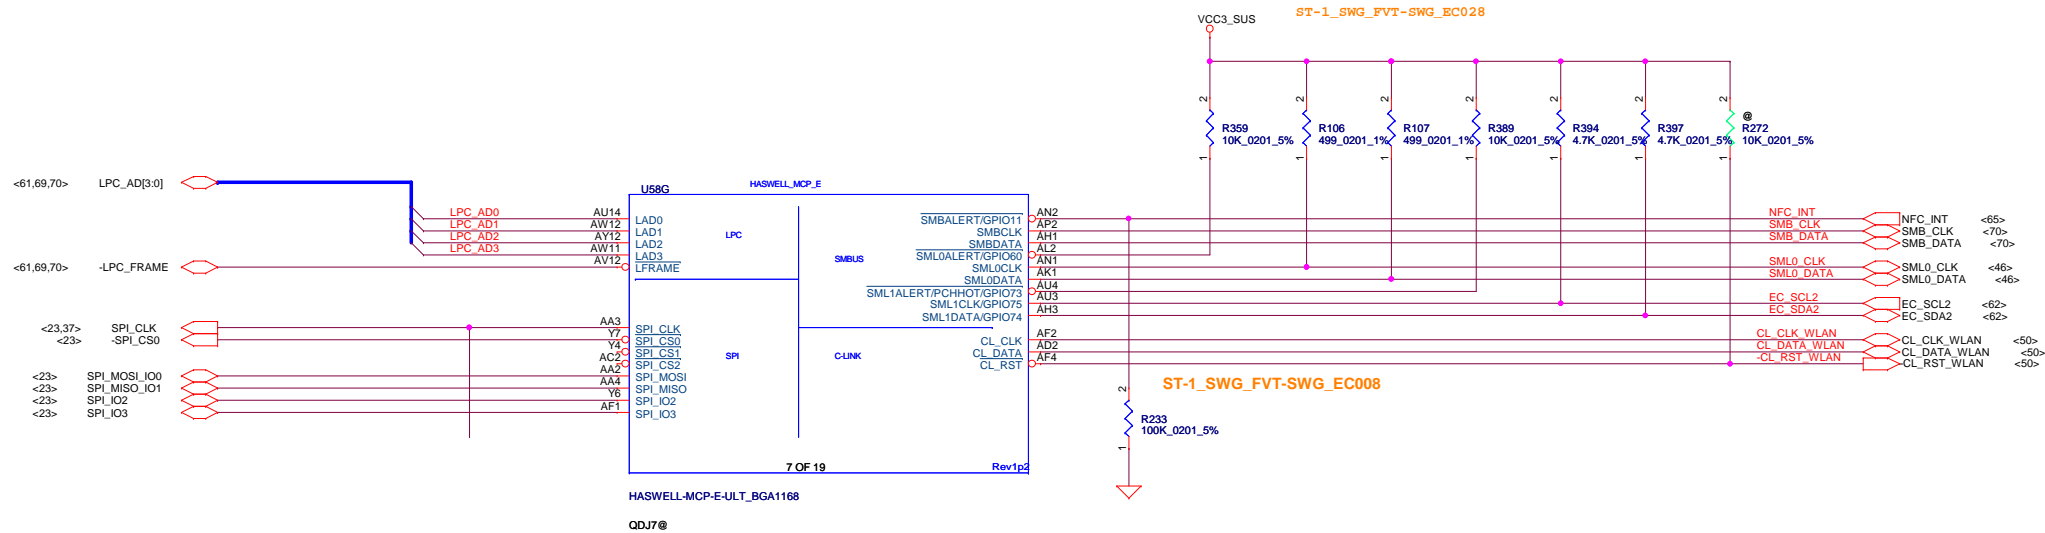 ST-1_SWG_FVT-SWG_EC028
VCC3_SUS
2 2 2 2 2 2 2
@
R359 R106 R107 R389 R394 R397 R272
10K_0201_5% 499_0201_1% 499_0201_1% 10K_0201_5% 4.7K_0201_5% 4.7K_0201_5% 10K_0201_5%
1 1 1 1 1 1 1
<61,69,70> LPC_AD[3:0]
U58G HASWELL_MCP_E
LPC_AD0 AU14 LAD0 SMBALERT/GPIO11 AN2 NFC_INT NFC_INT <65>
LPC_AD1 AW12 LAD1 SMBCLK AP2 SMB_CLK SMB_CLK <70>
LPC
LPC_AD2 AY12 LAD2 SMBDATA AH1 SMB_DATA SMB_DATA <70>
LPC_AD3 AW11 LAD3 SML0ALERT/GPIO60 AL2
SMBUS
<61,69,70> -LPC_FRAME AV12 LFRAME SML0CLK AN1 SML0_CLK SML0_CLK <46>
SML0DATA AK1 SML0_DATA SML0_DATA <46>
SML1ALERT/PCHHOT/GPIO73 AU4
SML1CLK/GPIO75 AU3 EC_SCL2 EC_SCL2 <62>
SML1DATA/GPIO74 AH3 EC_SDA2 EC_SDA2 <62>
<23,37> SPI_CLK AA3 SPI_CLK
<23> -SPI_CS0 Y7 SPI_CS0 CL_CLK AF2 CL_CLK_WLAN CL_CLK_WLAN <50>
Y4 SPI_CS1 CL_DATA AD2 CL_DATA_WLAN CL_DATA_WLAN <50>
SPI C-LINK
AC2 SPI_CS2 CL_RST AF4 -CL_RST_WLAN -CL_RST_WLAN <50>
<23> SPI_MOSI_IO0 AA2 SPI_MOSI
<23> SPI_MISO_IO1 AA4 SPI_MISO
<23> SPI_IO2 Y6 SPI_IO2
<23> SPI_IO3 AF1 SPI_IO3
ST-1_SWG_FVT-SWG_EC008
2
R233
100K_0201_5%
1
7 OF 19 Rev1p2
HASWELL-MCP-E-ULT_BGA1168
QDJ7@